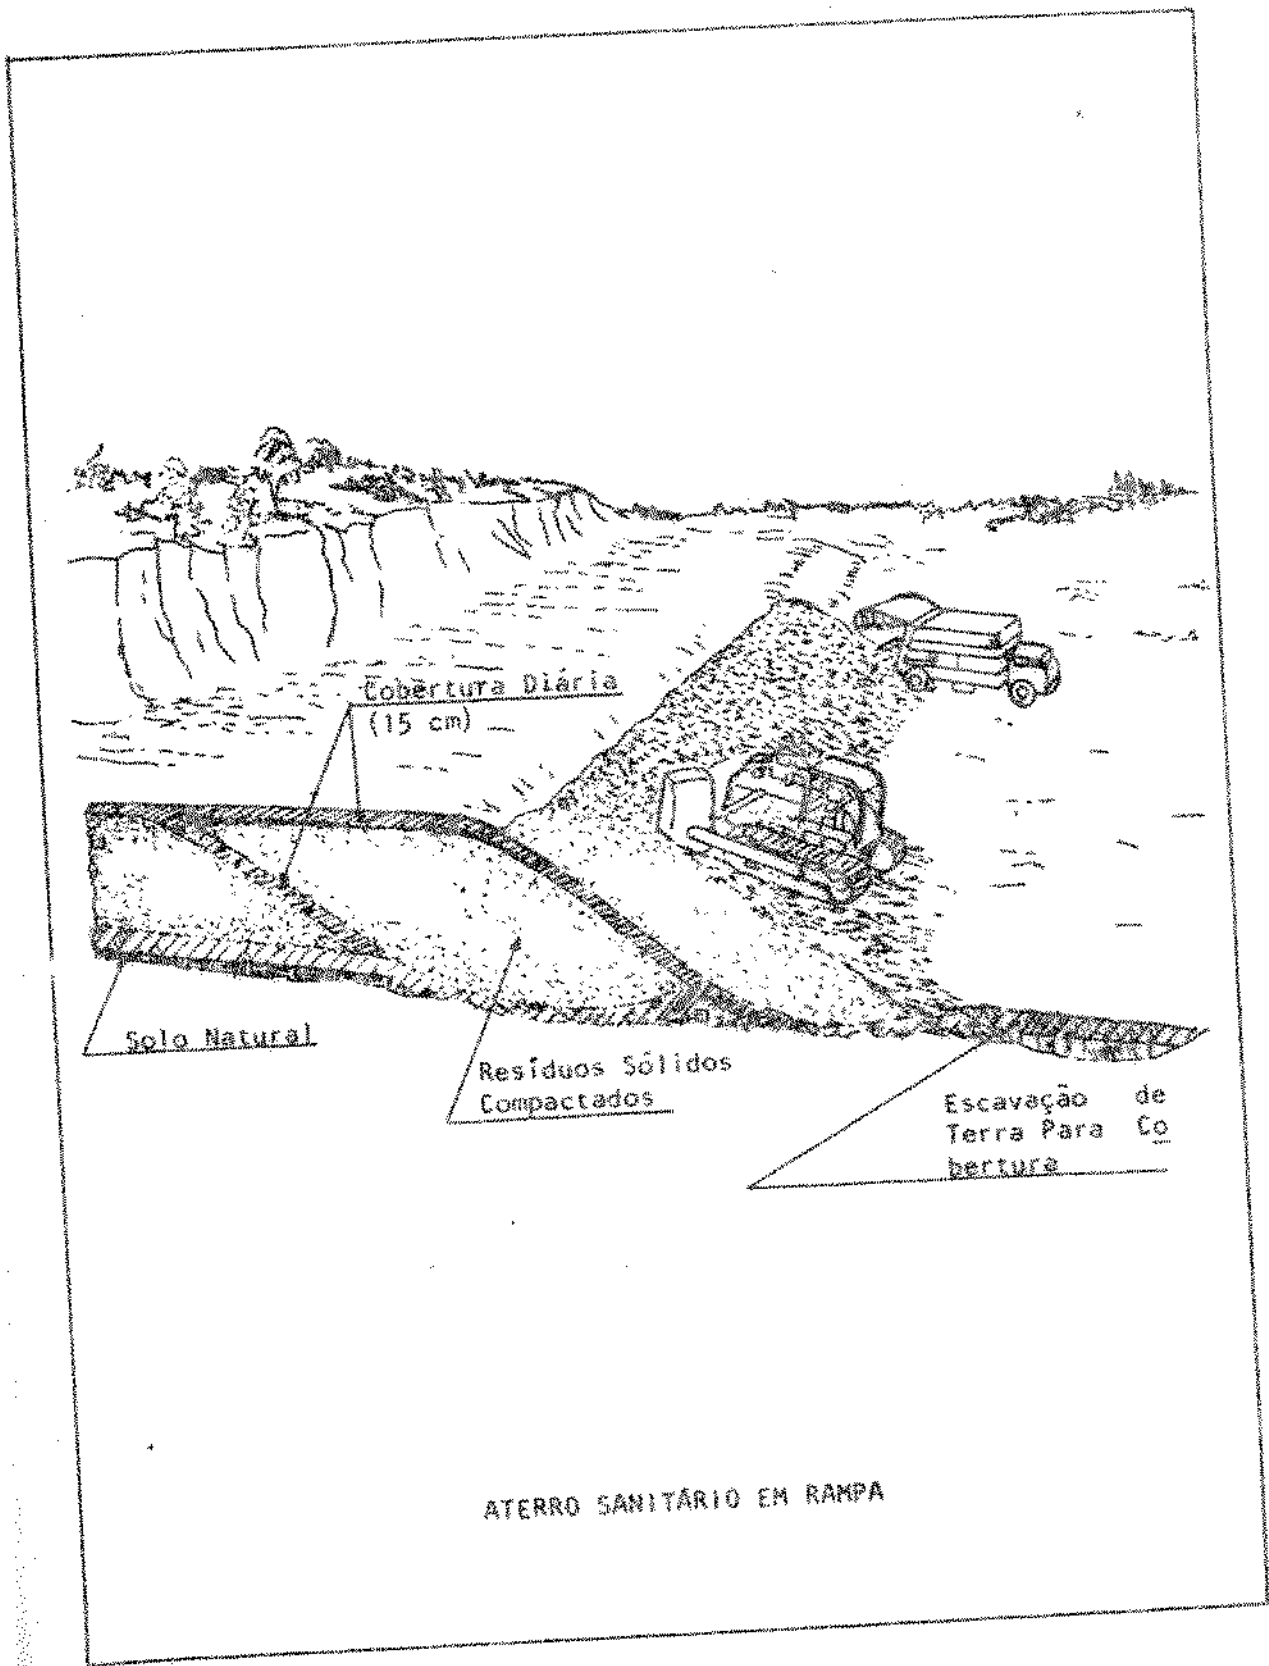 Cobertura Diária
(15 cm)
Solo Natural
Resíduos Sólidos
Compactados
Escavação de
Terra Para Co
bertura
ATERRO SANITÁRIO EM RAMPA